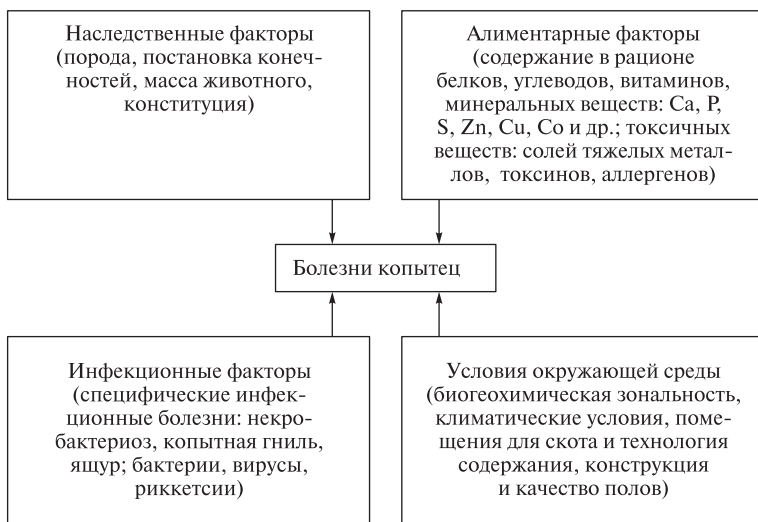 Наследственные факторы
(порода, постановка конеч-
ностей, масса животного,
конституция)
Алиментарные факторы
(содержание в рационе
белков, углеводов, витаминов,
минеральных веществ: Ca, P,
S, Zn, Cu, Co и др.; токсичных
веществ: солей тяжелых метал-
лов, токсинов, аллергенов)
Болезни копытец
Инфекционные факторы
(специфические инфек-
ционные болезни: некро-
бактериоз, копытная гниль,
ящур; бактерии, вирусы,
риккетсии)
Условия окружающей среды
(биогеохимическая зональность,
климатические условия, поме-
щения для скота и технология
содержания, конструкция
и качество полов)